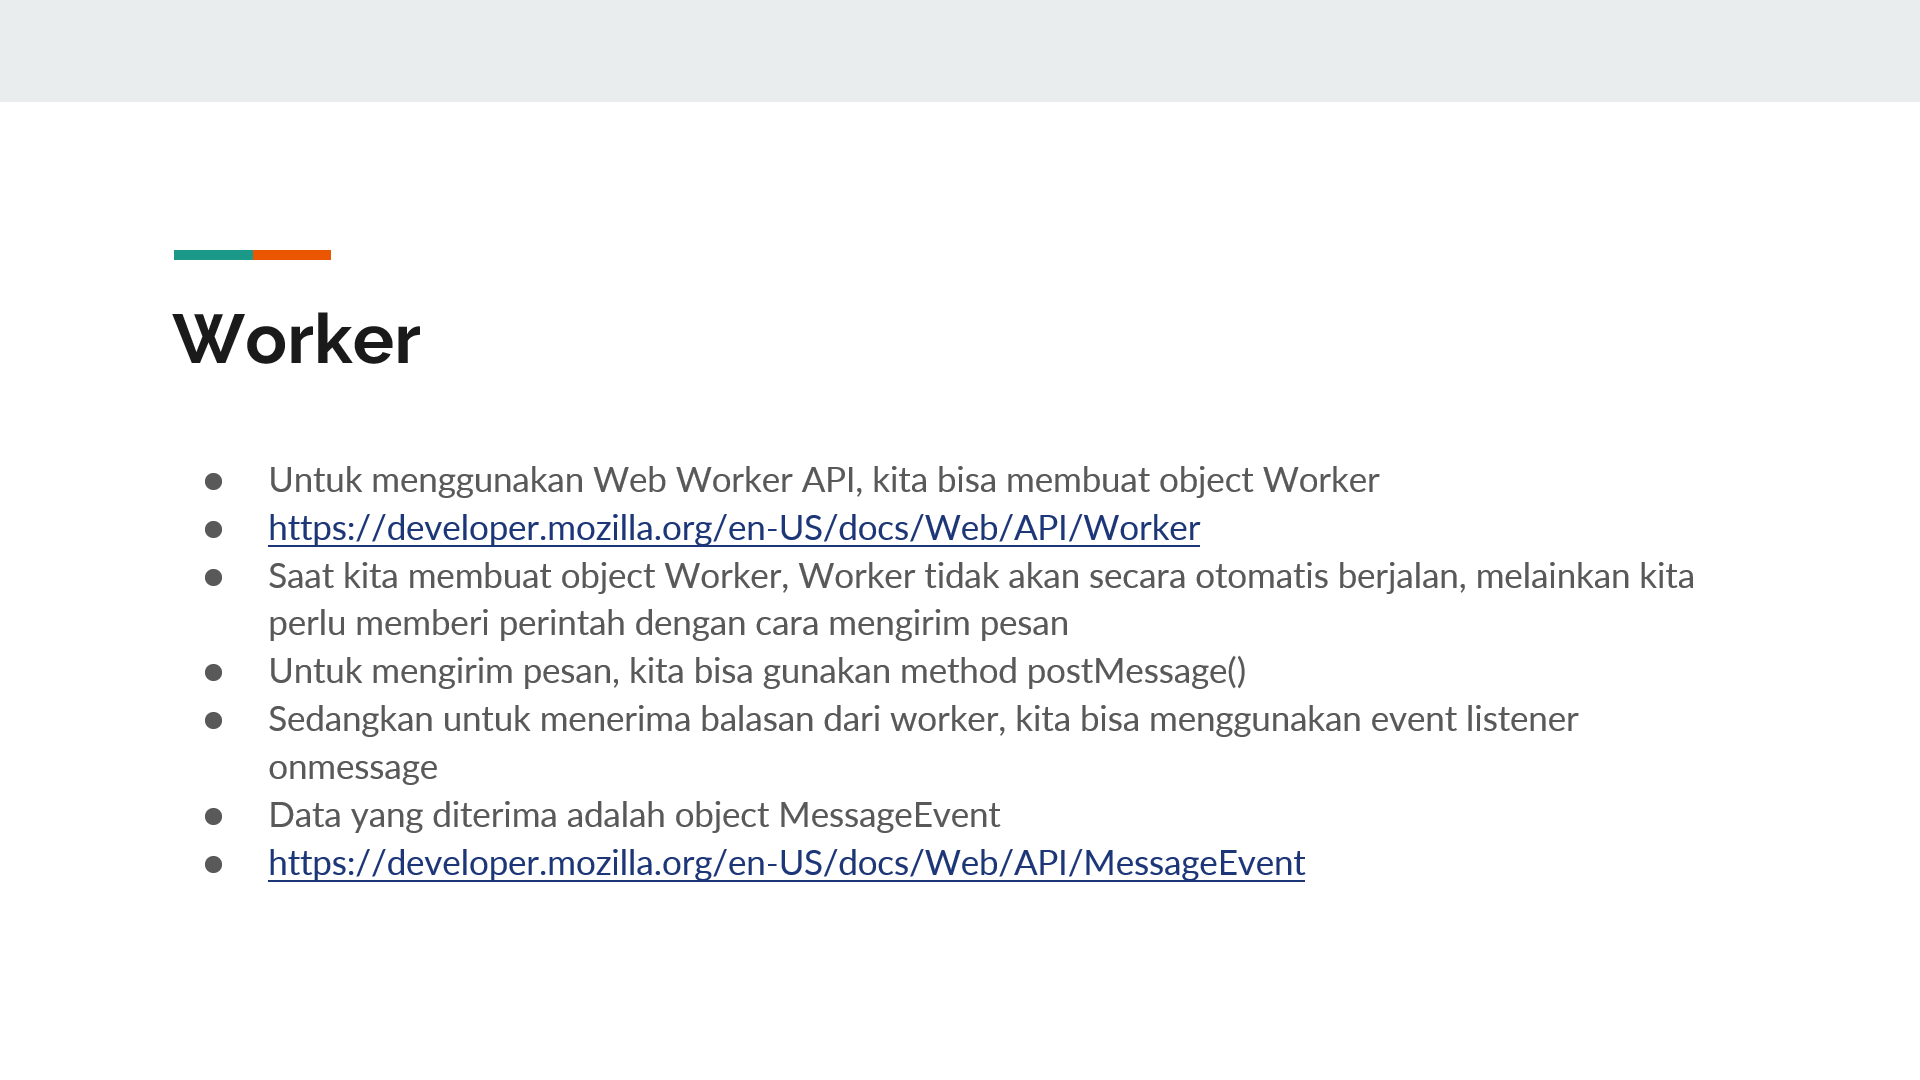 Worker
● Untuk menggunakan Web Worker API, kita bisa membuat object Worker
● https://developer.mozilla.org/en-US/docs/Web/API/Worker
● Saat kita membuat object Worker, Worker tidak akan secara otomatis berjalan, melainkan kita
perlu memberi perintah dengan cara mengirim pesan
● Untuk mengirim pesan, kita bisa gunakan method postMessage()
● Sedangkan untuk menerima balasan dari worker, kita bisa menggunakan event listener
onmessage
● Data yang diterima adalah object MessageEvent
● https://developer.mozilla.org/en-US/docs/Web/API/MessageEvent